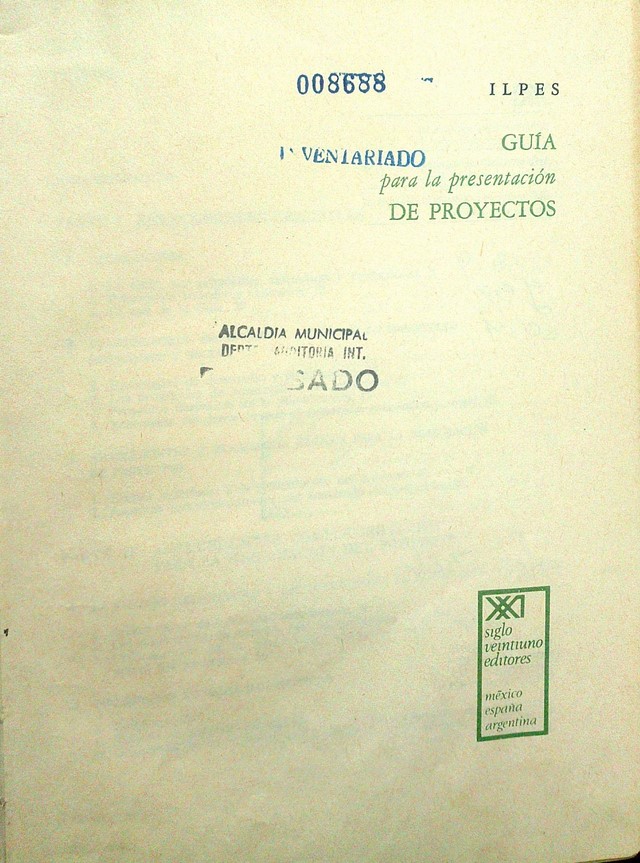 008688
ILPES
GUÍA
VENTARIADO
para la presentación
DE PROYECTOS
ALCALDIA MUNICIPAL
INT.
SADO
XXI
siglo
veintiuno
editores
méxico
españa
argentina